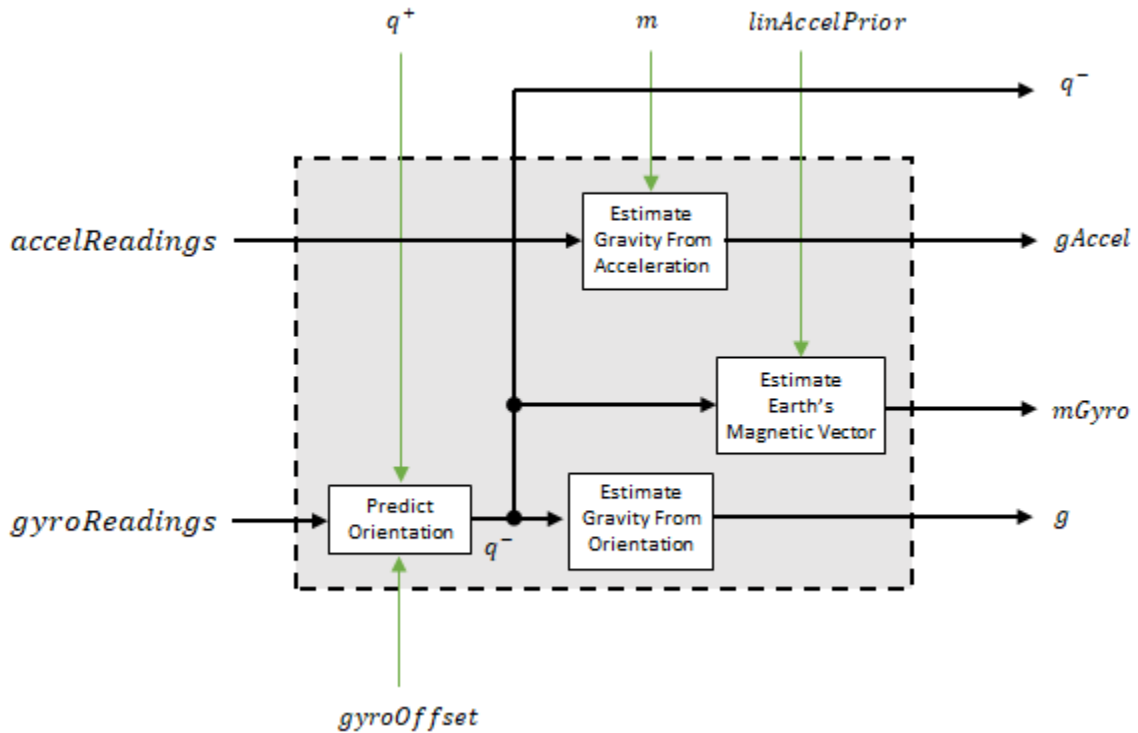 q⁺
m
linAccelPrior
q⁻
Estimate
Gravity From
Acceleration
accelReadings
gAccel
Estimate
Earth's
Magnetic Vector
mGyro
Predict
Orientation
gyroReadings
q⁻
Estimate
Gravity From
Orientation
g
gyroOffset